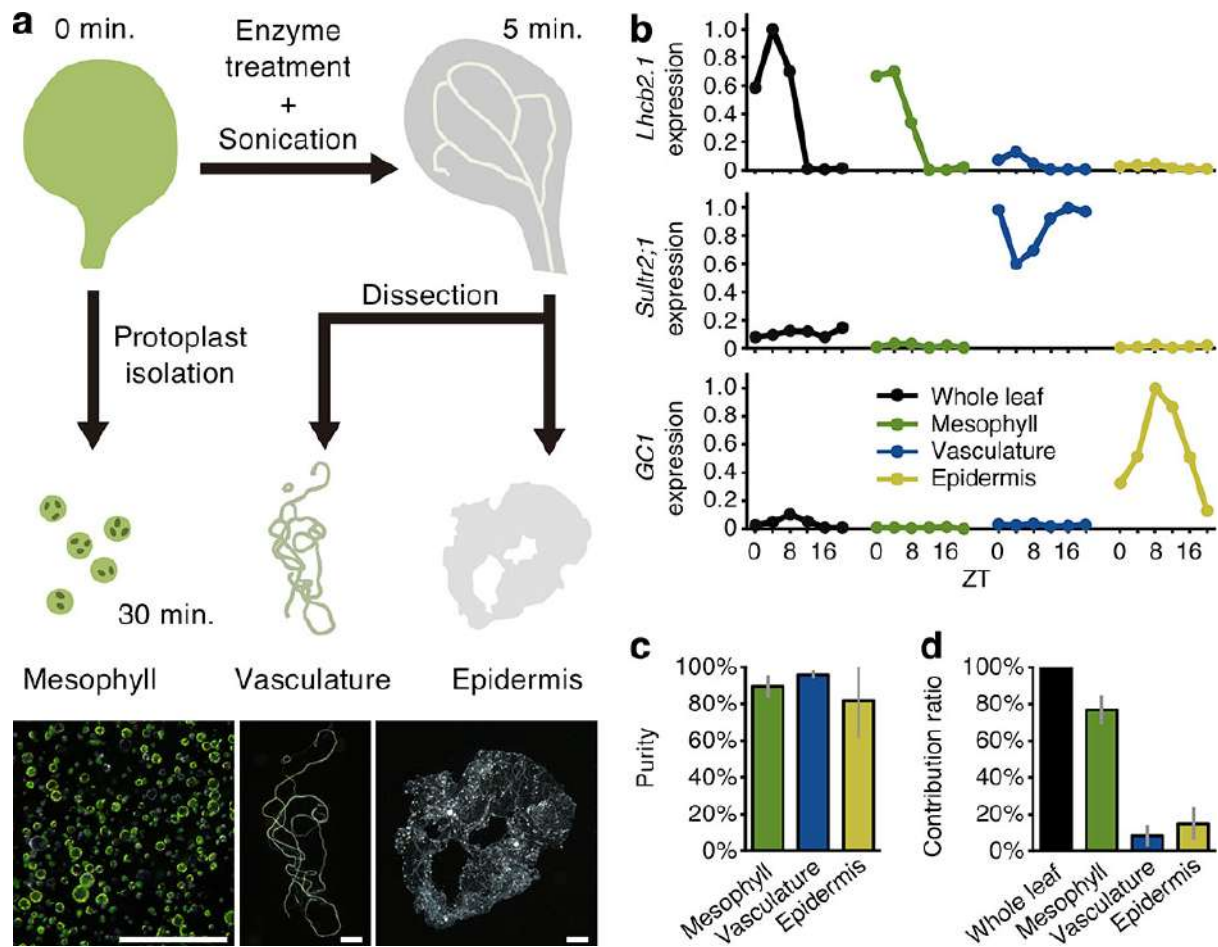 a
0 min.
Enzyme
treatment
+
Sonication
5 min.
Dissection
Protoplast
isolation
30 min.
Mesophyll
Vasculature
Epidermis
b
Lhcb2.1
expression
1.0
0.8
0.6
0.4
0.2
0
Sultr2;1
expression
1.0
0.8
0.6
0.4
0.2
0
GC1
expression
1.0
0.8
0.6
0.4
0.2
0
Whole leaf
Mesophyll
Vasculature
Epidermis
0 8 16
0 8 16
0 8 16
0 8 16
ZT
c
Purity
100%
80%
60%
40%
20%
0%
Mesophyll
Vasculature
Epidermis
d
Contribution ratio
100%
80%
60%
40%
20%
0%
Whole leaf
Mesophyll
Vasculature
Epidermis